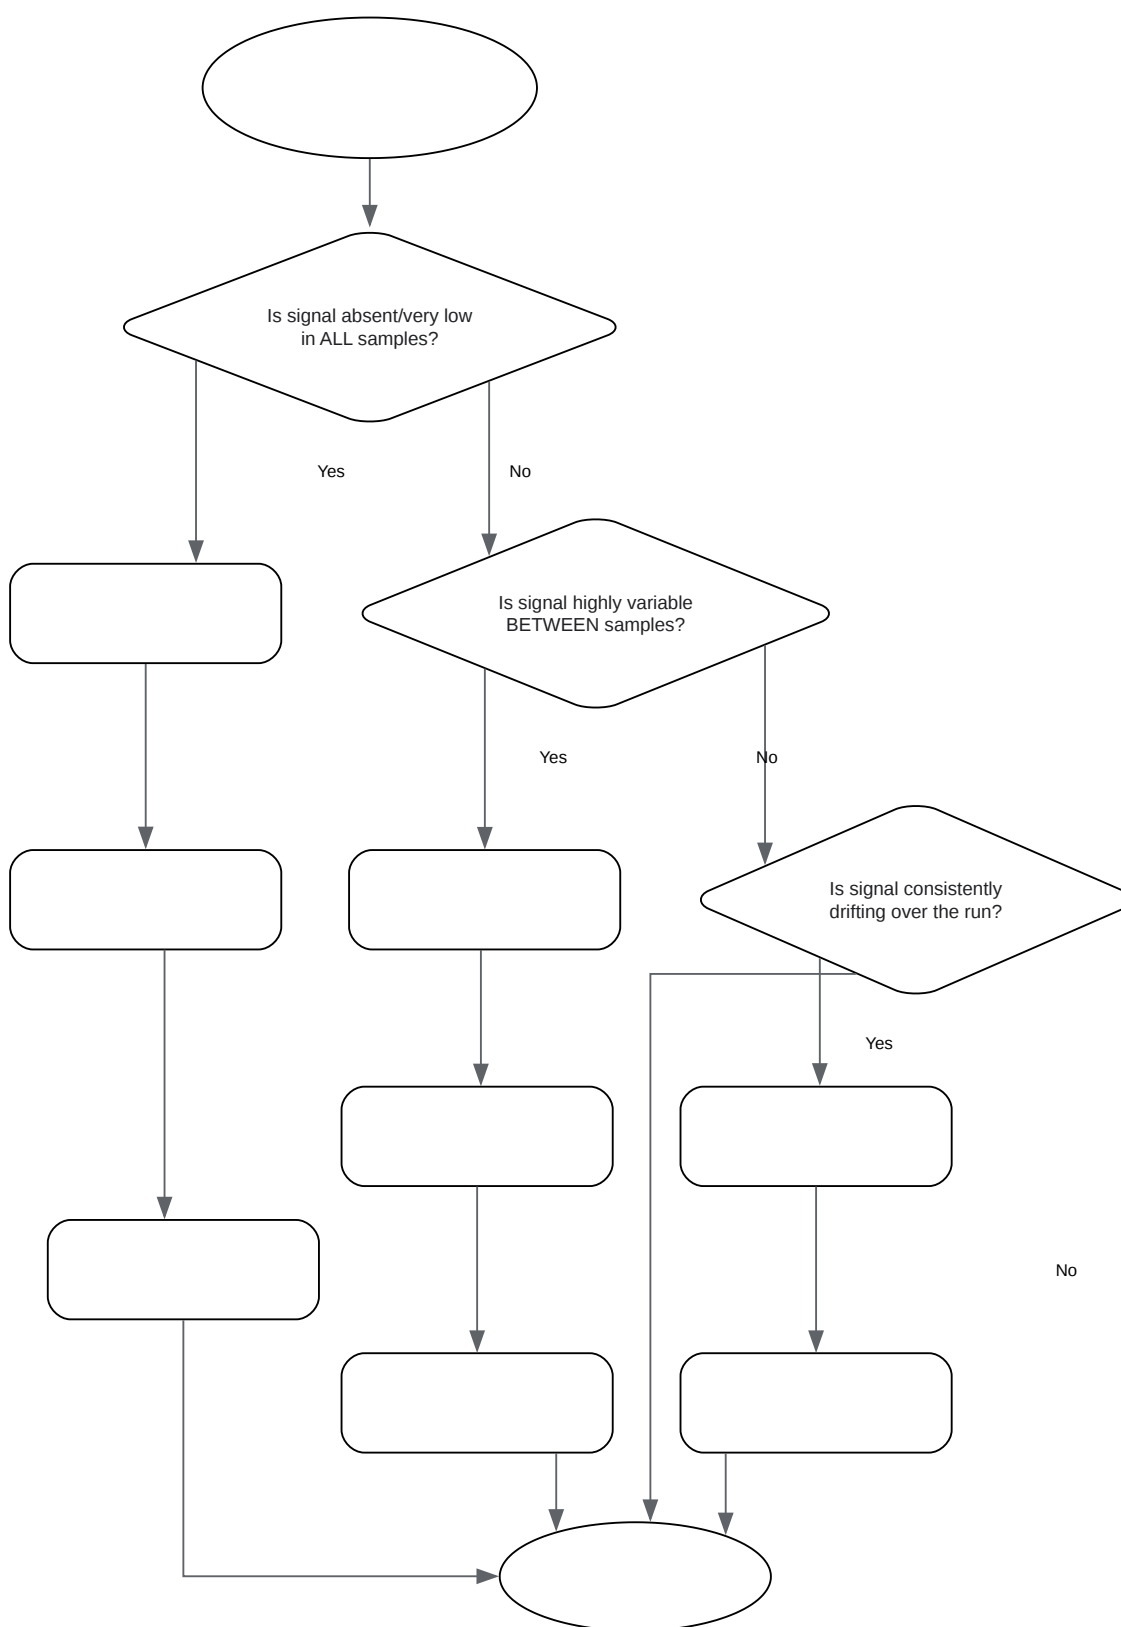 Is signal absent/very low
in ALL samples?
Yes
No
Is signal highly variable
BETWEEN samples?
Yes
No
Is signal consistently
drifting over the run?
Yes
No